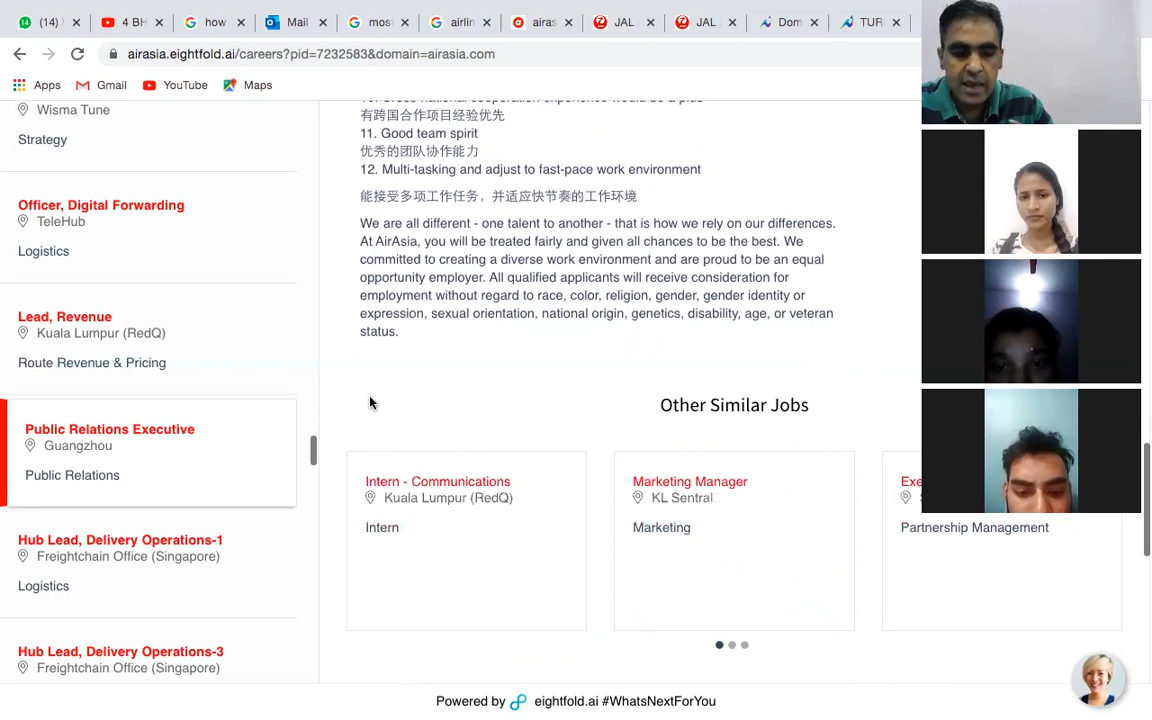 (14) W
4 BH
how
Mail
most
airlin
airas
JAL
JAL
Dom
TUR
airasia.eightfold.ai/careers?pid=7232583&domain=airasia.com
Apps
Gmail
YouTube
Maps
Wisma Tune
Strategy
Officer, Digital Forwarding
TeleHub
Logistics
Lead, Revenue
Kuala Lumpur (RedQ)
Route Revenue & Pricing
Public Relations Executive
Guangzhou
Public Relations
Hub Lead, Delivery Operations-1
Freightchain Office (Singapore)
Logistics
Hub Lead, Delivery Operations-3
Freightchain Office (Singapore)
10. Cross national cooperation experience would be a plus
有跨国合作项目经验优先
11. Good team spirit
优秀的团队协作能力
12. Multi-tasking and adjust to fast-pace work environment
能接受多项工作任务，并适应快节奏的工作环境
We are all different - one talent to another - that is how we rely on our differences.
At AirAsia, you will be treated fairly and given all chances to be the best. We
committed to creating a diverse work environment and are proud to be an equal
opportunity employer. All qualified applicants will receive consideration for
employment without regard to race, color, religion, gender, gender identity or
expression, sexual orientation, national origin, genetics, disability, age, or veteran
status.
Other Similar Jobs
Intern - Communications
Kuala Lumpur (RedQ)
Intern
Marketing Manager
KL Sentral
Marketing
Exe
Partnership Management
Powered by eightfold.ai #WhatsNextForYou